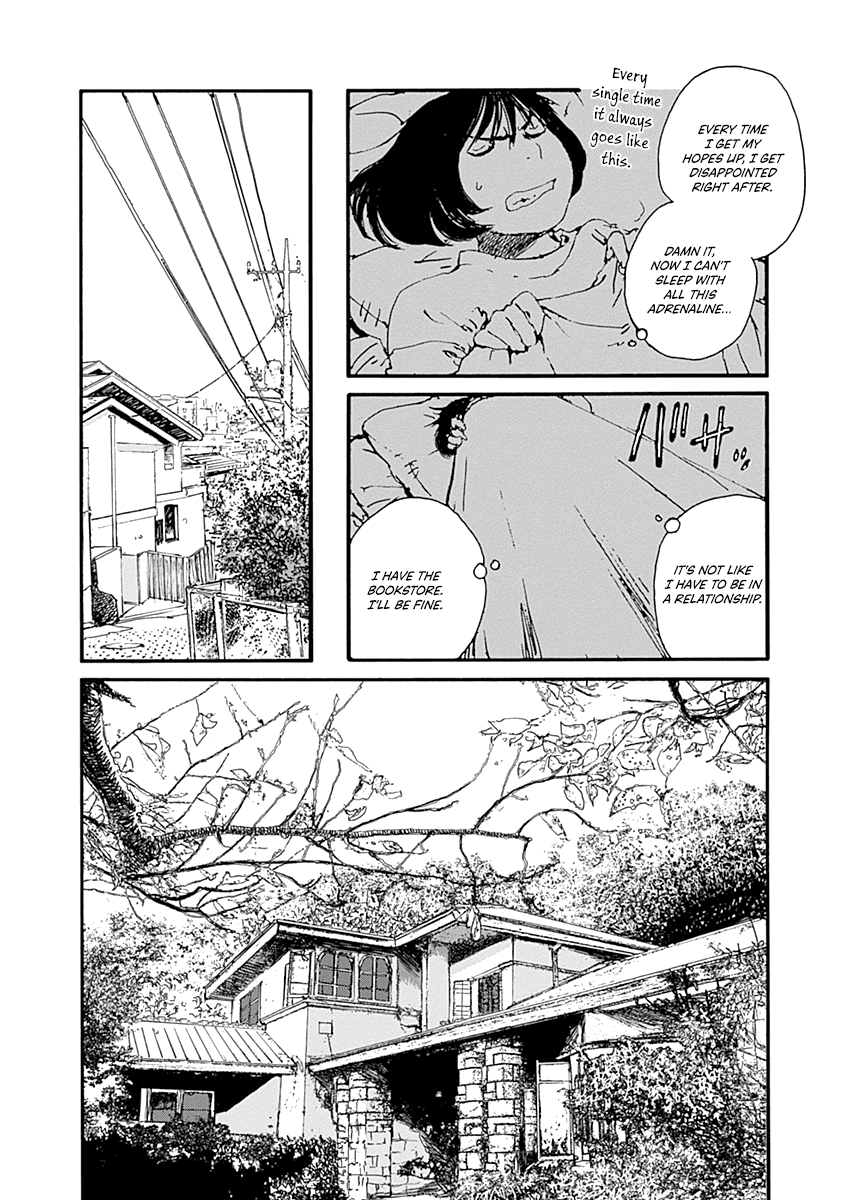 EVERY TIME
I GET MY
HOPES UP, I GET
DISAPPOINTED
RIGHT AFTER.
Every
single time
it always
goes like
this.
DAMN IT,
NOW I CAN'T
SLEEP WITH
ALL THIS
ADRENALINE...
バサッ
IT'S NOT LIKE
I HAVE TO BE IN
A RELATIONSHIP.
I HAVE THE
BOOKSTORE.
I'LL BE FINE.